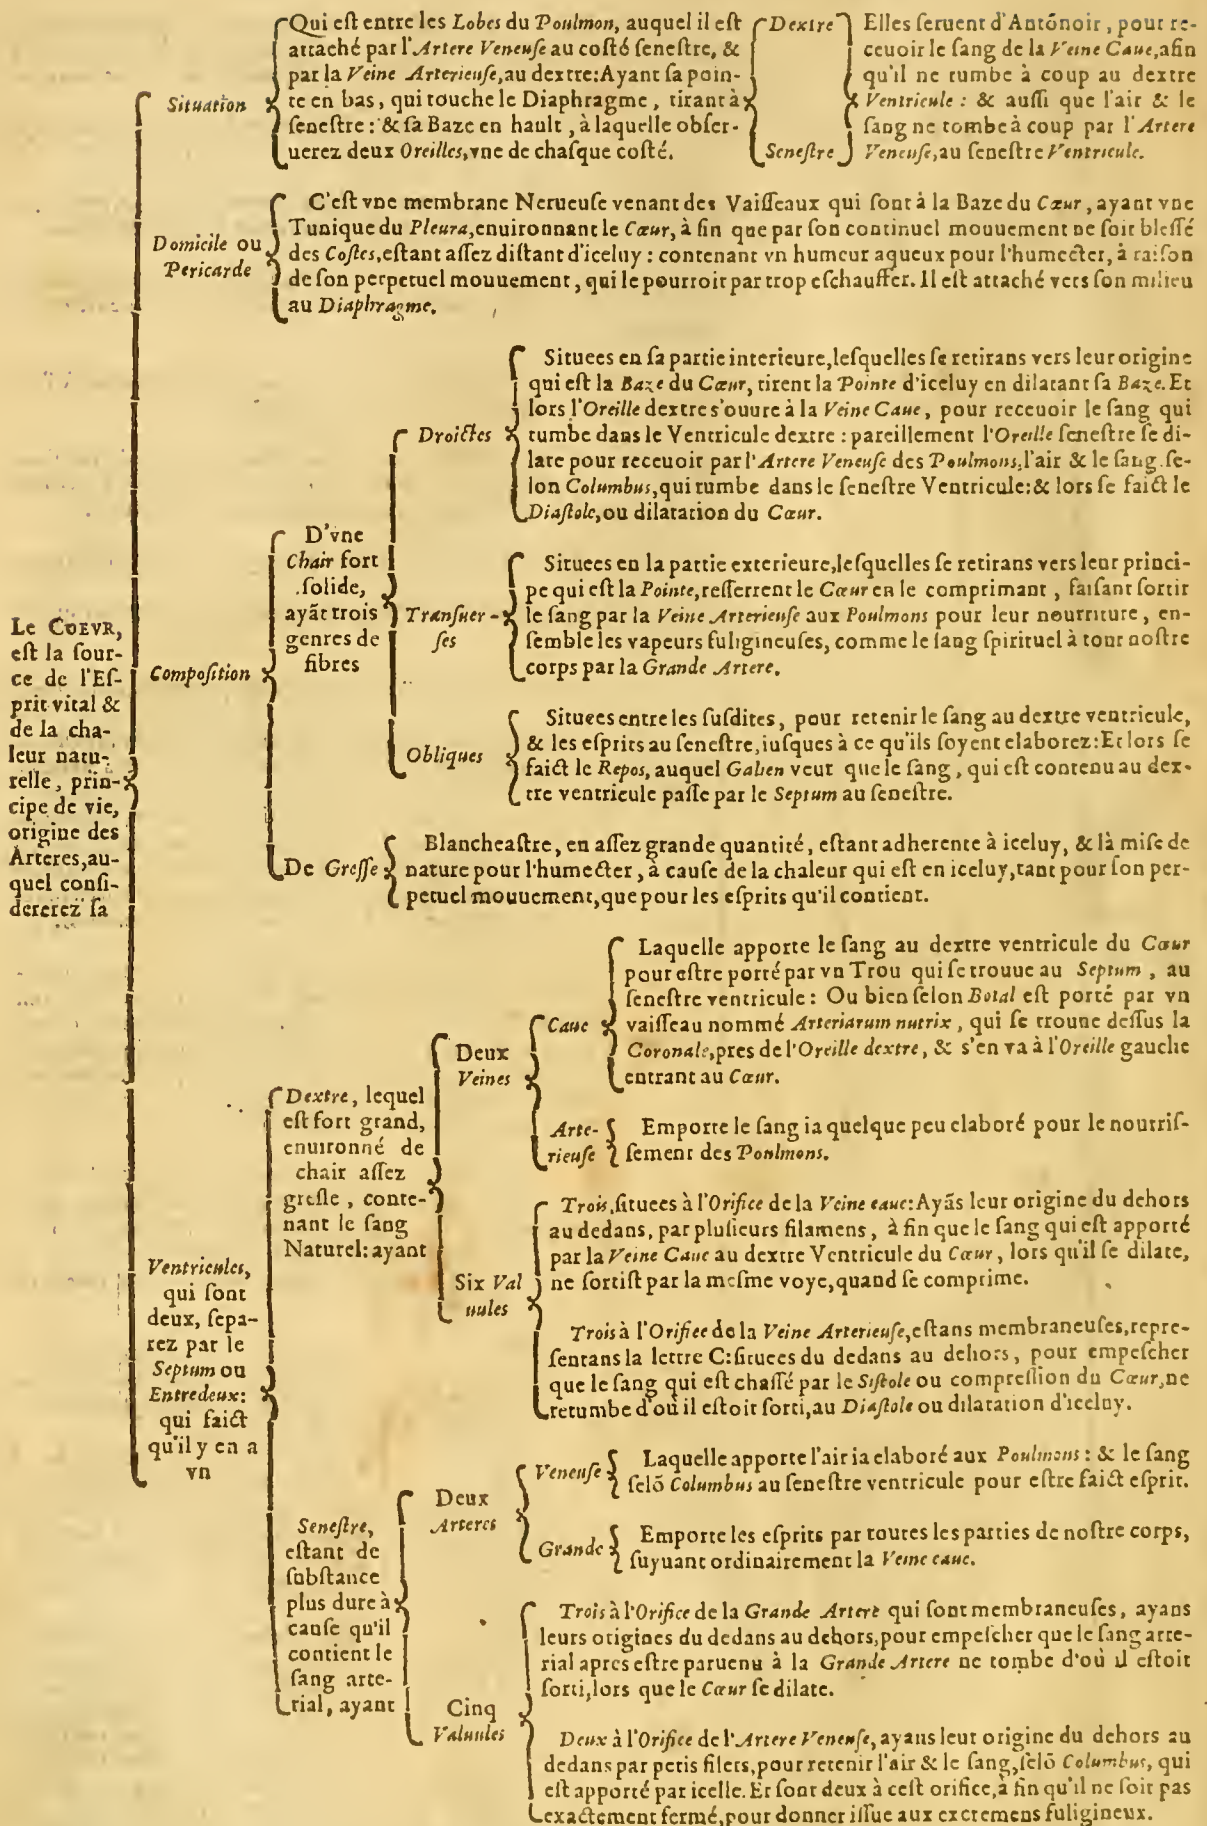 Le COEVR,
eſt la ſour-
ce de l'Eſ-
prit vital &
de la cha-
leur natu-
relle, prin-
cipe de vie,
origine des
Arteres, au-
quel conſi-
dererez ſa
Situation
Qui eſt entre les Lobes du Poulmon, auquel il eſt
attaché par l'Artere Veneuſe au coſté ſeneſtre, &
par la Veine Arterieuſe, au dextre: Ayant ſa poin-
te en bas, qui touche le Diaphragme, tirant à
ſeneſtre: & ſa Baze en hault, à laquelle obſer-
uerez deux Oreilles, vne de chaſque coſté.
Dextre
Seneſtre
Elles ſeruent d'Antõnoir, pour re-
ceuoir le ſang de la Veine Caue, afin
qu'il ne tumbe à coup au dextre
Ventricule: & auſſi que l'air & le
ſang ne tombe à coup par l'Artere
Veneuſe, au ſeneſtre Ventricule.
Domicile ou
Pericarde
C'eſt vne membrane Nerueuſe venant des Vaiſſeaux qui ſont à la Baze du Cœur, ayant vne
Tunique du Pleura, enuironnant le Cœur, à fin que par ſon continuel mouuement ne ſoit bleſſé
des Coſtes, eſtant aſſez diſtant d'iceluy: contenant vn humeur aqueux pour l'humecter, à raiſon
de ſon perpetuel mouuement, qui le pourroit par trop eſchauffer. Il eſt attaché vers ſon milieu
au Diaphragme.
Compoſition
D'vne
Chair fort
ſolide,
ayãt trois
genres de
fibres
Droictes
Situees en ſa partie interieure, leſquelles ſe retirans vers leur origine
qui eſt la Baze du Cœur, tirent la Pointe d'iceluy en dilatant ſa Baze. Et
lors l'Oreille dextre s'ouure à la Veine Caue, pour receuoir le ſang qui
tumbe dans le Ventricule dextre: pareillement l'Oreille ſeneſtre ſe di-
late pour receuoir par l'Artere Veneuſe des Poulmons, l'air & le ſang ſe-
lon Columbus, qui tumbe dans le ſeneſtre Ventricule: & lors ſe faict le
Diaſtole, ou dilatation du Cœur.
Tranſuer-
ſes
Situees en la partie exterieure, leſquelles ſe retirans vers leur princi-
pe qui eſt la Pointe, reſſerrent le Cœur en le comprimant, faiſant ſortir
le ſang par la Veine Arterieuſe aux Poulmons pour leur nourriture, en-
ſemble les vapeurs fuligineuſes, comme le ſang ſpirituel à tout noſtre
corps par la Grande Artere.
Obliques
Situees entre les ſuſdites, pour retenir le ſang au dextre ventricule,
& les eſprits au ſeneſtre, iuſques à ce qu'ils ſoyent elaborez: Et lors ſe
faict le Repos, auquel Galien veut que le ſang, qui eſt contenu au dex-
tre ventricule paſſe par le Septum au ſeneſtre.
De Greſſe
Blancheaſtre, en aſſez grande quantité, eſtant adherente à iceluy, & là miſe de
nature pour l'humecter, à cauſe de la chaleur qui eſt en iceluy, tant pour ſon per-
petuel mouuement, que pour les eſprits qu'il contient.
Ventricules,
qui ſont
deux, ſepa-
rez par le
Septum ou
Entredeux:
qui faict
qu'il y en a
vn
Dextre, lequel
eſt fort grand,
enuironné de
chair aſſez
greſle, conte-
nant le ſang
Naturel: ayant
Deux
Veines
Caue
Laquelle apporte le ſang au dextre ventricule du Cœur
pour eſtre porté par vn Trou qui ſe trouue au Septum, au
ſeneſtre ventricule: Ou bien ſelon Botal eſt porté par vn
vaiſſeau nommé Arteriarum nutrix, qui ſe trouue deſſus la
Coronale, pres de l'Oreille dextre, & s'en va à l'Oreille gauche
entrant au Cœur.
Arte-
rieuſe
Emporte le ſang ia quelque peu elaboré pour le nourriſ-
ſement des Poulmons.
Six Val
uules
Trois, ſituees à l'Orifice de la Veine caue: Ayãs leur origine du dehors
au dedans, par pluſieurs filamens, à fin que le ſang qui eſt apporté
par la Veine Caue au dextre Ventricule du Cœur, lors qu'il ſe dilate,
ne ſortiſt par la meſme voye, quand ſe comprime.
Trois à l'Orifice de la Veine Arterieuſe, eſtans membraneuſes, repre-
ſentans la lettre C: ſituees du dedans au dehors, pour empeſcher
que le ſang qui eſt chaſſé par le Siſtole ou compreſſion du Cœur, ne
retumbe d'où il eſtoit ſorti, au Diaſtole ou dilatation d'iceluy.
Seneſtre,
eſtant de
ſubſtance
plus dure à
cauſe qu'il
contient le
ſang arte-
rial, ayant
Deux
Arteres
Veneuſe
Laquelle apporte l'air ia elaboré aux Poulmons: & le ſang
ſelõ Columbus au ſeneſtre ventricule pour eſtre faict eſprit.
Grande
Emporte les eſprits par toutes les parties de noſtre corps,
ſuyuant ordinairement la Veine caue.
Cinq
Valuules
Trois à l'Orifice de la Grande Artere qui ſont membraneuſes, ayans
leurs origines du dedans au dehors, pour empeſcher que le ſang arte-
rial apres eſtre paruenu à la Grande Artere ne tombe d'où il eſtoit
ſorti, lors que le Cœur ſe dilate.
Deux à l'Orifice de l'Artere Veneuſe, ayans leur origine du dehors au
dedans par petis filets, pour retenir l'air & le ſang, ſelõ Columbus, qui
eſt apporté par icelle. Et ſont deux à ceſt orifice, à fin qu'il ne ſoit pas
exactement fermé, pour donner iſſue aux excremens fuligineux.